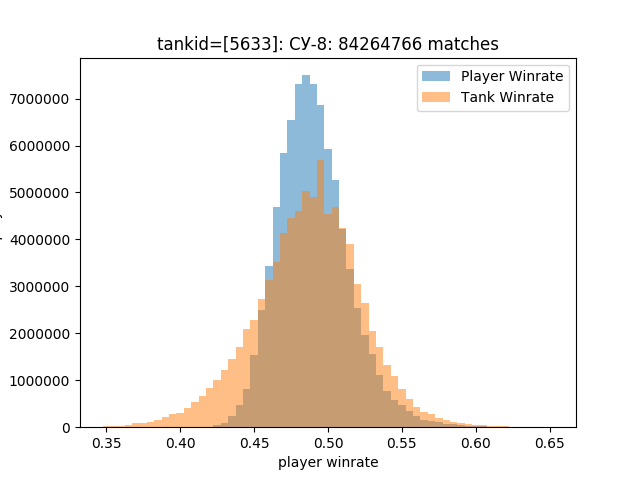 tankid=[5633]: СУ-8: 84264766 matches
Player Winrate
Tank Winrate
7000000
6000000
5000000
4000000
3000000
2000000
1000000
0
0.35 0.40 0.45 0.50 0.55 0.60 0.65
player winrate